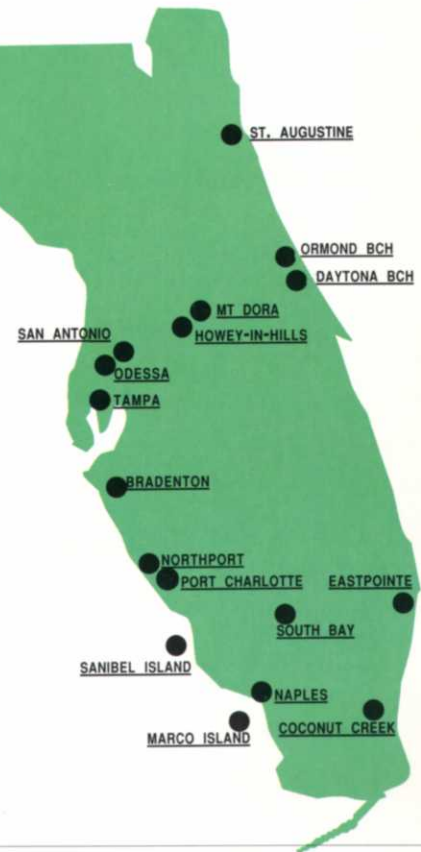 ST. AUGUSTINE
ORMOND BCH
DAYTONA BCH
MT DORA
HOWEY-IN-HILLS
SAN ANTONIO
ODESSA
TAMPA
BRADENTON
NORTHPORT
PORT CHARLOTTE
EASTPOINTE
SOUTH BAY
SANIBEL ISLAND
NAPLES
COCONUT CREEK
MARCO ISLAND